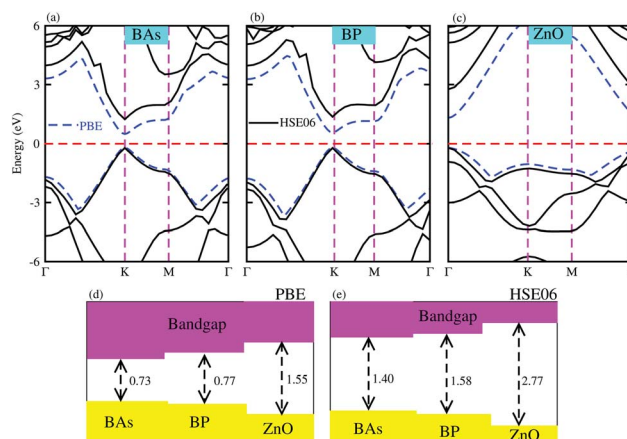 (a)
BAs
(b)
BP
(c)
ZnO
6
3
0
-3
-6
Energy (eV)
PBE
HSE06
Γ
K
M
Γ
Γ
K
M
Γ
Γ
K
M
Γ
(d)
PBE
Bandgap
0.73
0.77
1.55
BAs
BP
ZnO
(e)
HSE06
Bandgap
1.40
1.58
2.77
BAs
BP
ZnO